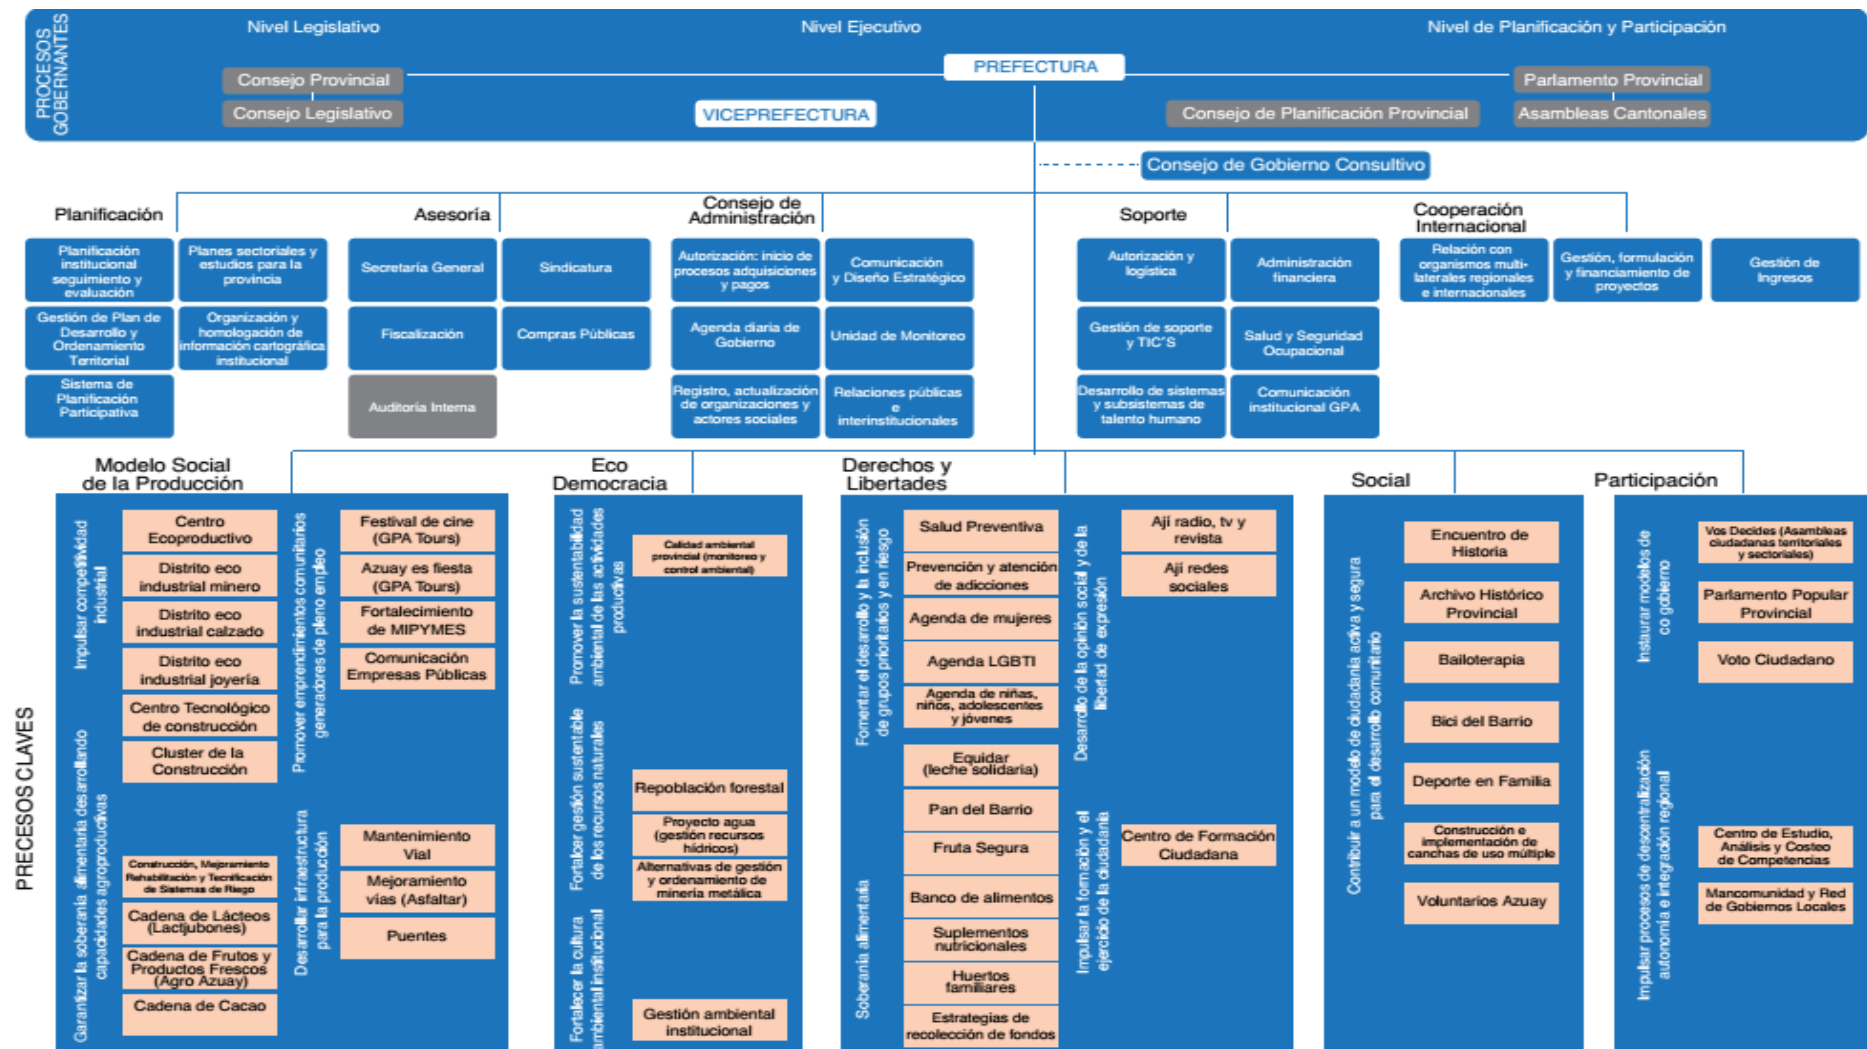 PROCESOS
GOBERNANTES
Nivel Legislativo
Nivel Ejecutivo
Nivel de Planificación y Participación
PREFECTURA
Consejo Provincial
Parlamento Provincial
Consejo Legislativo
VICEPREFECTURA
Consejo de Planificación Provincial
Asambleas Cantonales
Consejo de Gobierno Consultivo
Planificación
Planificación
institucional
seguimiento y
evaluación
Planes sectoriales y
estudios para la
provincia
Gestión de Plan de
Desarrollo y
Ordenamiento
Territorial
Organización y
homologación de
información cartográfica
institucional
Sistema de
Planificación
Participativa
Asesoría
Secretaría General
Sindicatura
Fiscalización
Compras Públicas
Auditoría Interna
Consejo de
Administración
Autorización: inicio de
procesos adquisiciones
y pagos
Comunicación
y Diseño Estratégico
Agenda diaria de
Gobierno
Unidad de Monitoreo
Registro, actualización
de organizaciones y
actores sociales
Relaciones públicas
e
interinstitucionales
Soporte
Autorización y
logística
Administración
financiera
Gestión de soporte
y TIC´S
Salud y Seguridad
Ocupacional
Desarrollo de sistemas
y subsistemas de
talento humano
Comunicación
institucional GPA
Cooperación
Internacional
Relación con
organismos multi-
laterales regionales
e internacionales
Gestión, formulación
y financiamiento de
proyectos
Gestión de
Ingresos
PRECESOS CLAVES
Modelo Social
de la Producción
Impulsar competitividad
industrial
Centro
Ecoproductivo
Distrito eco
industrial minero
Distrito eco
industrial calzado
Distrito eco
industrial joyería
Centro Tecnológico
de construcción
Cluster de la
Construcción
Garantizar la soberanía alimentaria desarrollando
capacidades agroproductivas
Construcción, Mejoramiento
Rehabilitación y Tecnificación
de Sistemas de Riego
Cadena de Lácteos
(Lactjubones)
Cadena de Frutos y
Productos Frescos
(Agro Azuay)
Cadena de Cacao
Promover emprendimientos comunitarios
generadores de pleno empleo
Festival de cine
(GPA Tours)
Azuay es fiesta
(GPA Tours)
Fortalecimiento
de MIPYMES
Comunicación
Empresas Públicas
Desarrollar infraestructura
para la producción
Mantenimiento
Vial
Mejoramiento
vías (Asfaltar)
Puentes
Eco
Democracia
Promover la sustentabilidad
ambiental de las actividades
productivas
Calidad ambiental
provincial (monitoreo y
control ambiental)
Fortalcer gestión sustentable
de los recursos naturales
Repoblación forestal
Proyecto agua
(gestión recursos
hídricos)
Alternativas de gestión
y ordenamiento de
minería metálica
Fortalecer la cultura
ambiental institucional
Gestión ambiental
institucional
Derechos y
Libertades
Fomentar el desarrollo y la inclusión
de grupos prioritarios y en riesgo
Salud Preventiva
Prevención y atención
de adicciones
Agenda de mujeres
Agenda LGBTI
Agenda de niñas,
niños, adolescentes
y jóvenes
Soberanía alimentaria
Equidar
(leche solidaria)
Pan del Barrio
Fruta Segura
Banco de alimentos
Suplementos
nutricionales
Huertos
familiares
Estrategias de
recolección de fondos
Desarrollo de la opinión social y de la
libertad de expresión
Ají radio, tv y
revista
Ají redes
sociales
Impulsar la formación y el
ejercicio de la ciudadanía
Centro de Formación
Ciudadana
Social
Contribuir a un modelo de ciudadanía activa y segura
para el desarrollo comunitario
Encuentro de
Historia
Archivo Histórico
Provincial
Bailoterapia
Bici del Barrio
Deporte en Familia
Construcción e
implementación de
canchas de uso múltiple
Voluntarios Azuay
Participación
Instaurar modelos de
co gobierno
Vos Decides (Asambleas
ciudadanas territoriales
y sectoriales)
Parlamento Popular
Provincial
Voto Ciudadano
Impulsar procesos de descentralización
autonomía e integración regional
Centro de Estudio,
Análisis y Costeo
de Competencias
Mancomunidad y Red
de Gobiernos Locales